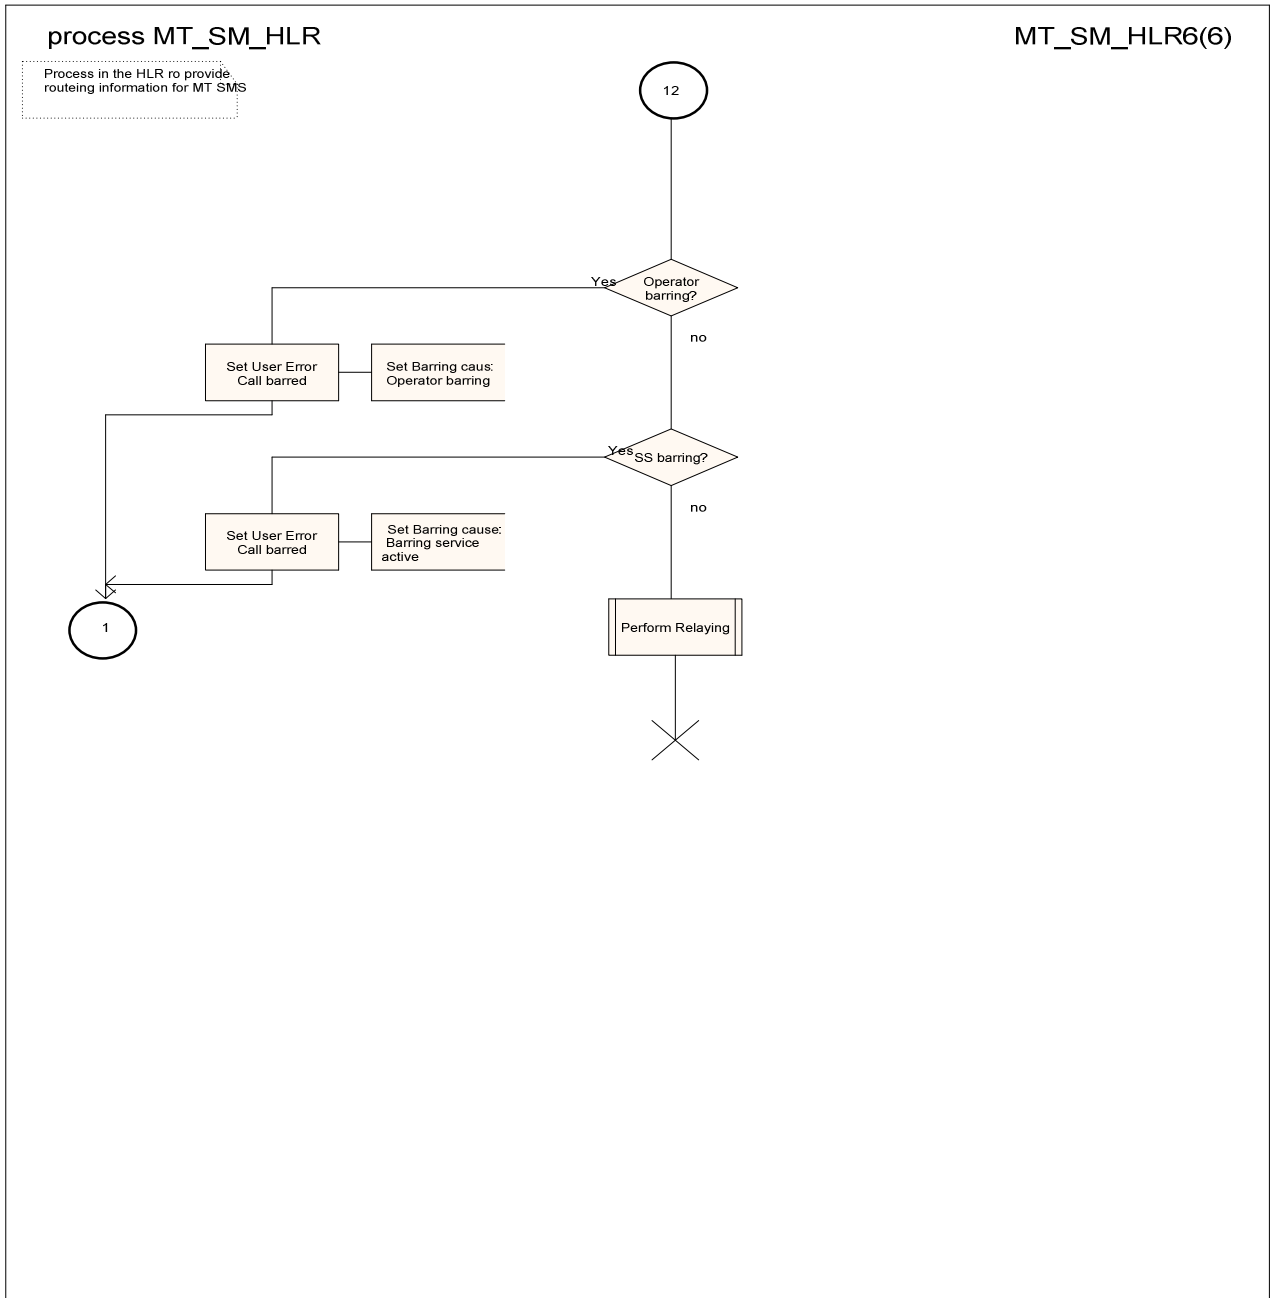 process MT_SM_HLR
MT_SM_HLR6(6)
Process in the HLR ro provide
routeing information for MT SMS
12
Yes
Operator
barring?
no
Set User Error
Call barred
Set Barring caus:
Operator barring
Yes
SS barring?
no
Set User Error
Call barred
Set Barring cause:
Barring service
active
1
Perform Relaying